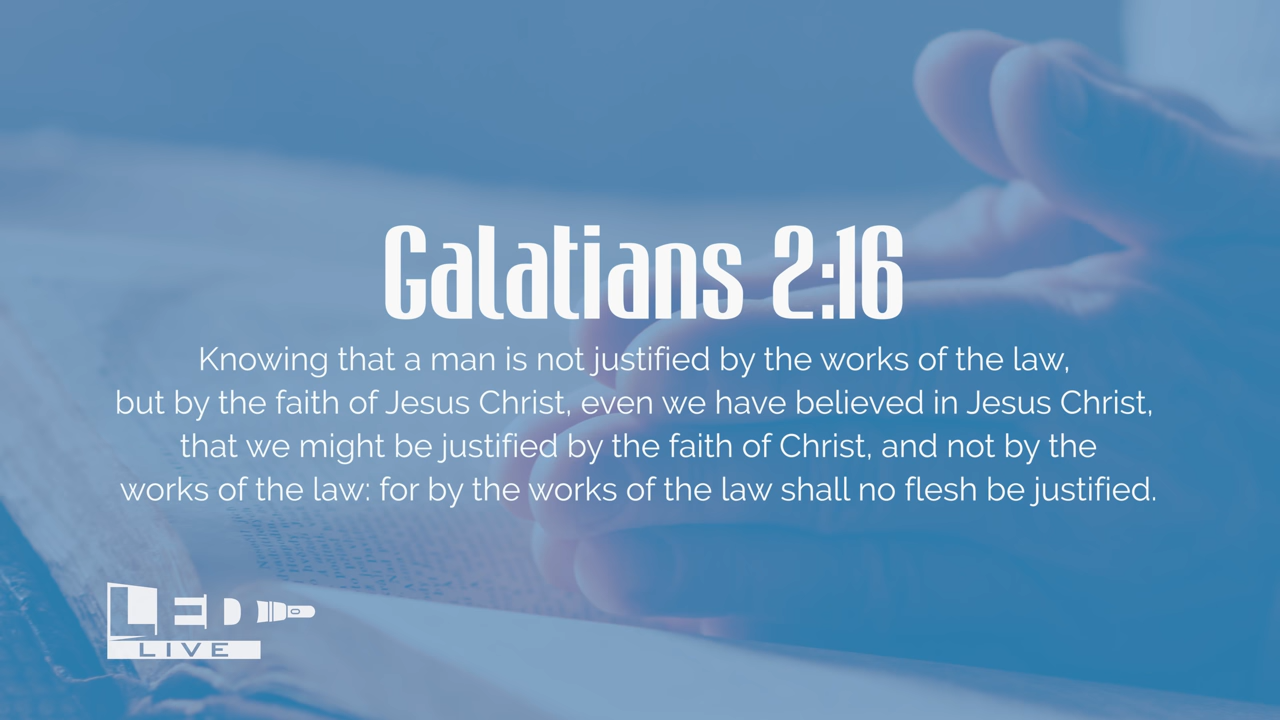 Galatians 2:16
Knowing that a man is not justified by the works of the law,
but by the faith of Jesus Christ, even we have believed in Jesus Christ,
that we might be justified by the faith of Christ, and not by the
works of the law: for by the works of the law shall no flesh be justified.
LED
LIVE